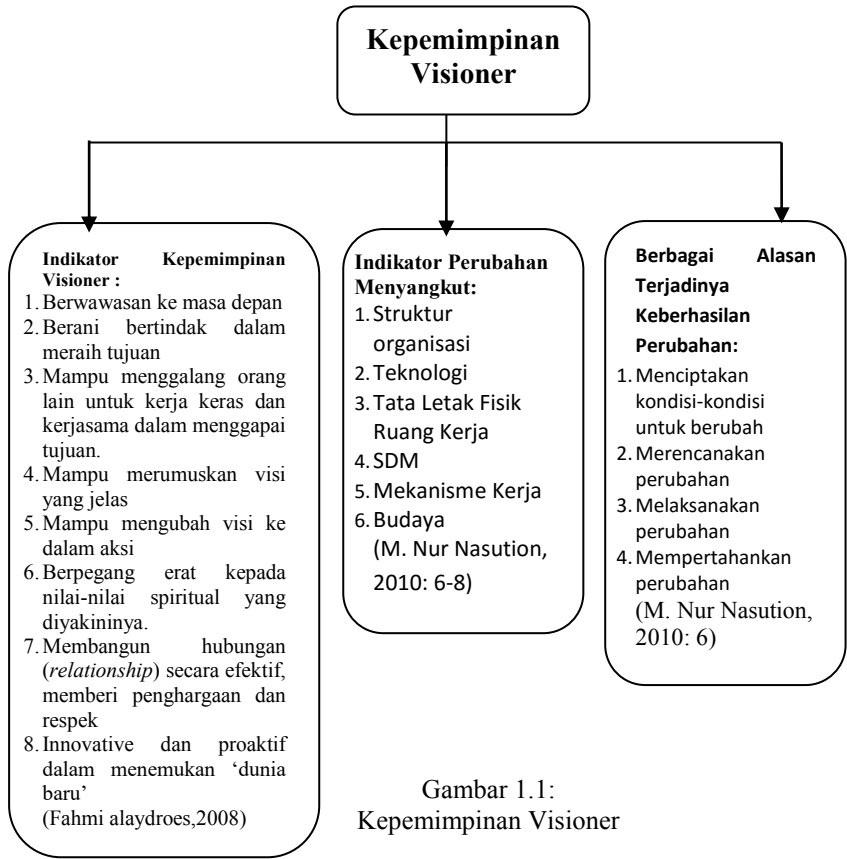 Kepemimpinan
Visioner
Indikator Kepemimpinan
Visioner :
1. Berwawasan ke masa depan
2. Berani bertindak dalam
meraih tujuan
3. Mampu menggalang orang
lain untuk kerja keras dan
kerjasama dalam menggapai
tujuan.
4. Mampu merumuskan visi
yang jelas
5. Mampu mengubah visi ke
dalam aksi
6. Berpegang erat kepada
nilai-nilai spiritual yang
diyakininya.
7. Membangun hubungan
(relationship) secara efektif,
memberi penghargaan dan
respek
8. Innovative dan proaktif
dalam menemukan ‘dunia
baru’
(Fahmi alaydroes,2008)
Indikator Perubahan
Menyangkut:
1. Struktur
organisasi
2. Teknologi
3. Tata Letak Fisik
Ruang Kerja
4. SDM
5. Mekanisme Kerja
6. Budaya
(M. Nur Nasution,
2010: 6-8)
Berbagai Alasan
Terjadinya
Keberhasilan
Perubahan:
1. Menciptakan
kondisi-kondisi
untuk berubah
2. Merencanakan
perubahan
3. Melaksanakan
perubahan
4. Mempertahankan
perubahan
(M. Nur Nasution,
2010: 6)
Gambar 1.1:
Kepemimpinan Visioner